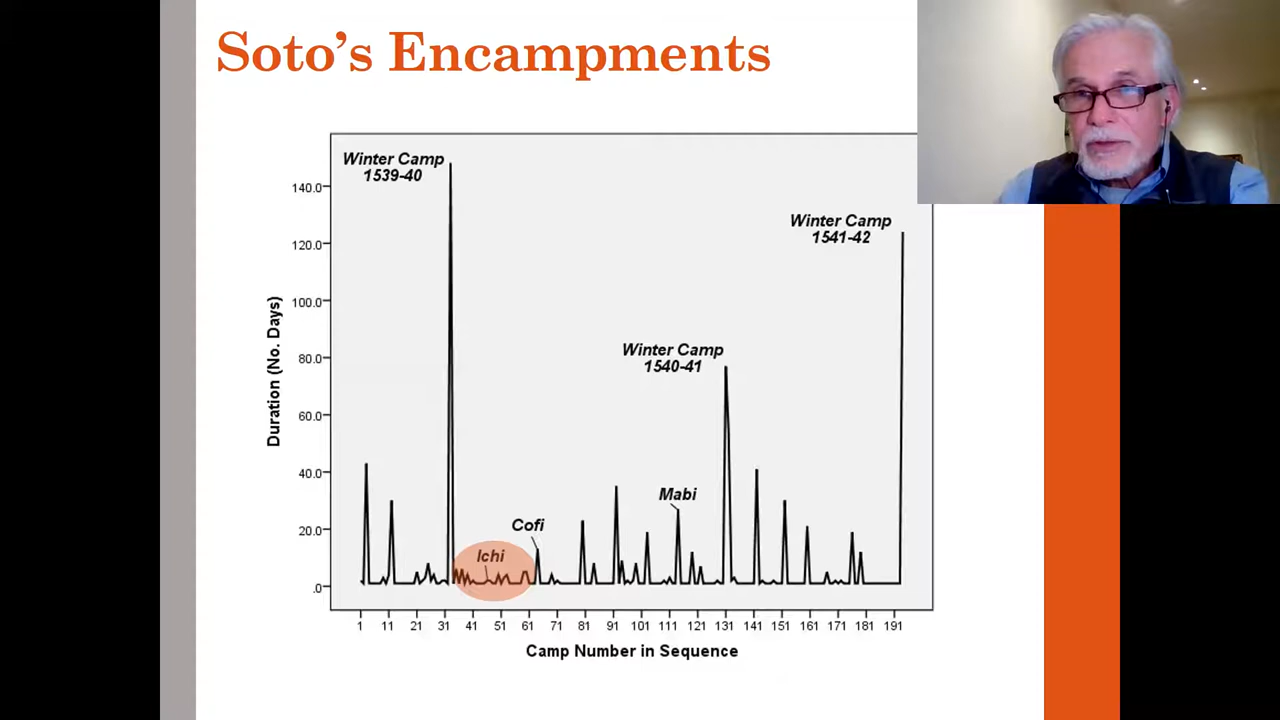 Soto's Encampments
Winter Camp
1539-40
Winter Camp
1541-42
Winter Camp
1540-41
Mabi
Cofi
Ichi
Duration (No. Days)
140.0
120.0
100.0
80.0
60.0
40.0
20.0
.0
1 11 21 31 41 51 61 71 81 91 101 111 121 131 141 151 161 171 181 191
Camp Number in Sequence